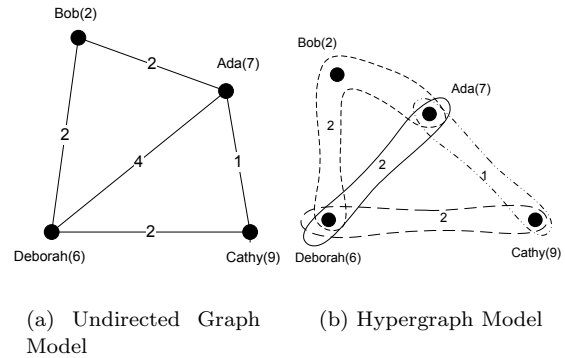 Bob(2)
Ada(7)
2
2
4
1
2
Deborah(6)
Cathy(9)
Bob(2)
Ada(7)
2
2
1
2
Deborah(6)
Cathy(9)
(a) Undirected Graph
Model
(b) Hypergraph Model